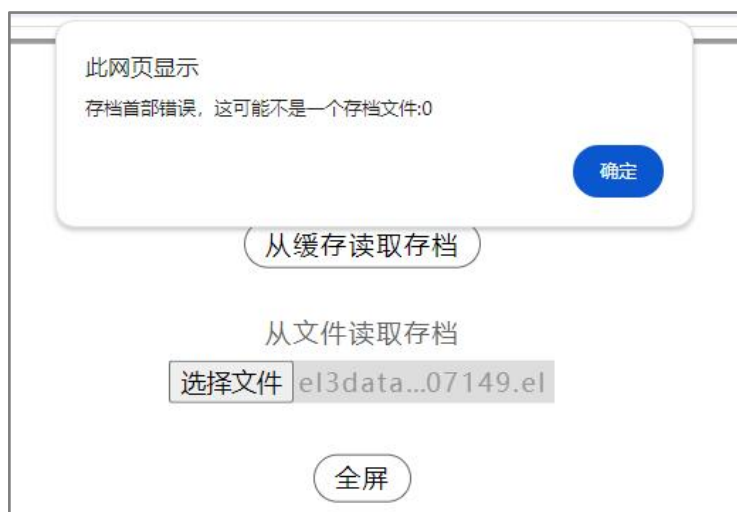 此网页显示
存档首部错误，这可能不是一个存档文件:0
确定
从缓存读取存档
从文件读取存档
选择文件 el3data...07149.el
全屏